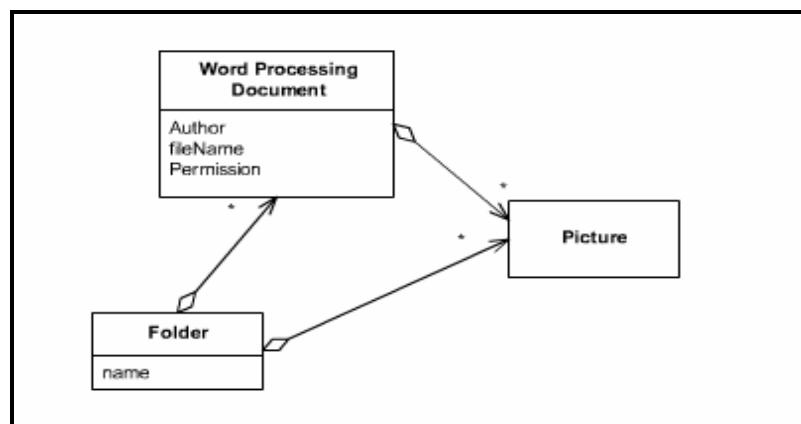 Word Processing
Document
Author
fileName
Permission
*
*
*
Picture
Folder
name